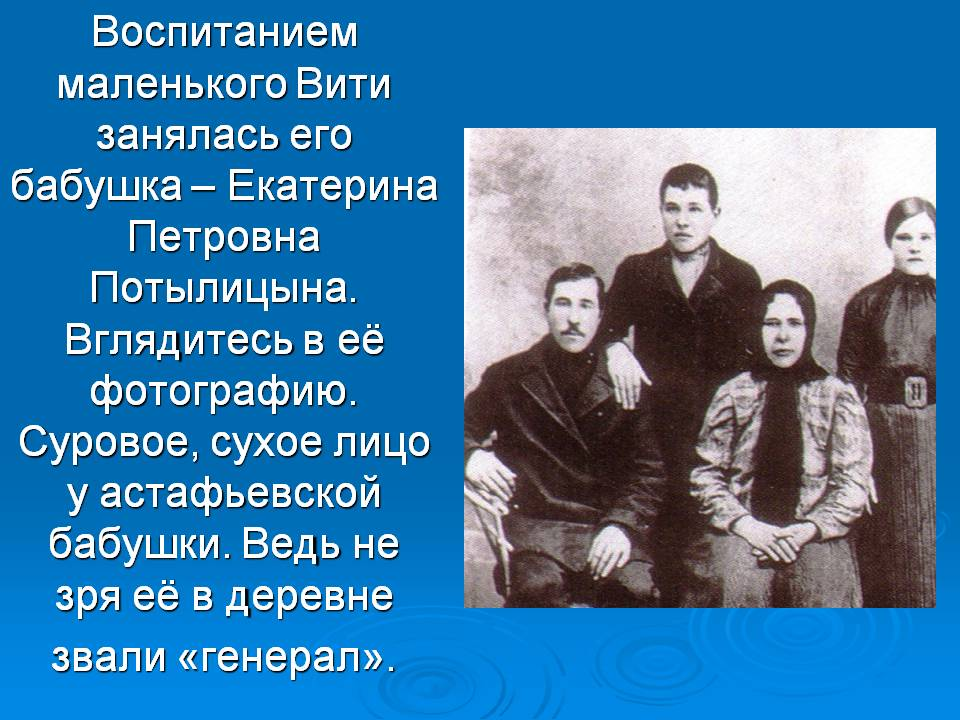 Воспитанием
маленького Вити
занялась его
бабушка – Екатерина
Петровна
Потылицына.
Вглядитесь в её
фотографию.
Суровое, сухое лицо
у астафьевской
бабушки. Ведь не
зря её в деревне
звали «генерал».